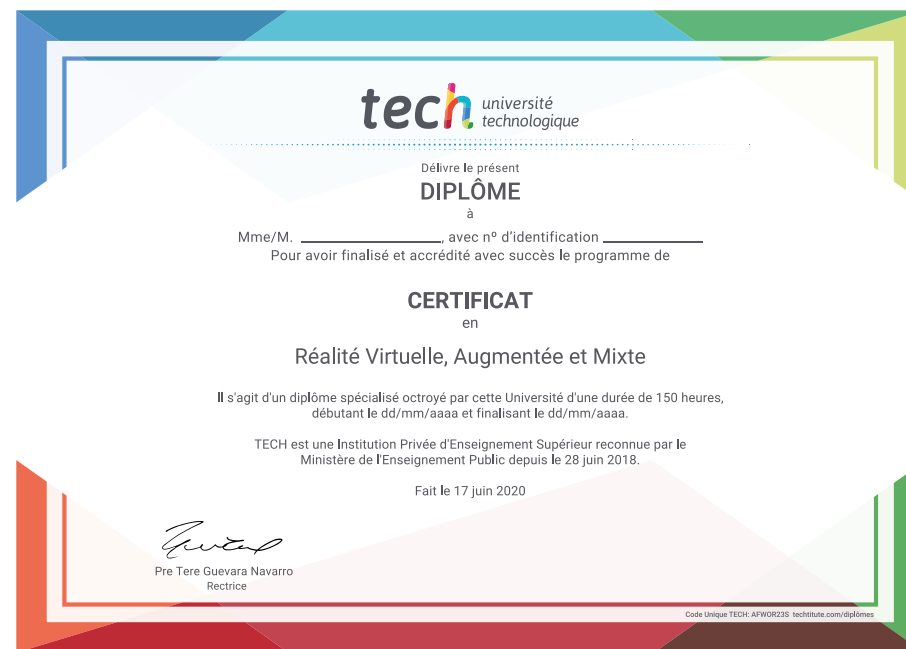 tech université
technologique
Délivre le présent
DIPLÔME
à
Mme/M. ____________________, avec nº d'identification ______________
Pour avoir finalisé et accrédité avec succès le programme de
CERTIFICAT
en
Réalité Virtuelle, Augmentée et Mixte
Il s'agit d'un diplôme spécialisé octroyé par cette Université d'une durée de 150 heures,
débutant le dd/mm/aaaa et finalisant le dd/mm/aaaa.
TECH est une Institution Privée d'Enseignement Supérieur reconnue par le
Ministère de l'Enseignement Public depuis le 28 juin 2018.
Fait le 17 juin 2020
Pre Tere Guevara Navarro
Rectrice
Code Unique TECH: AFWOR23S techtitute.com/diplômes